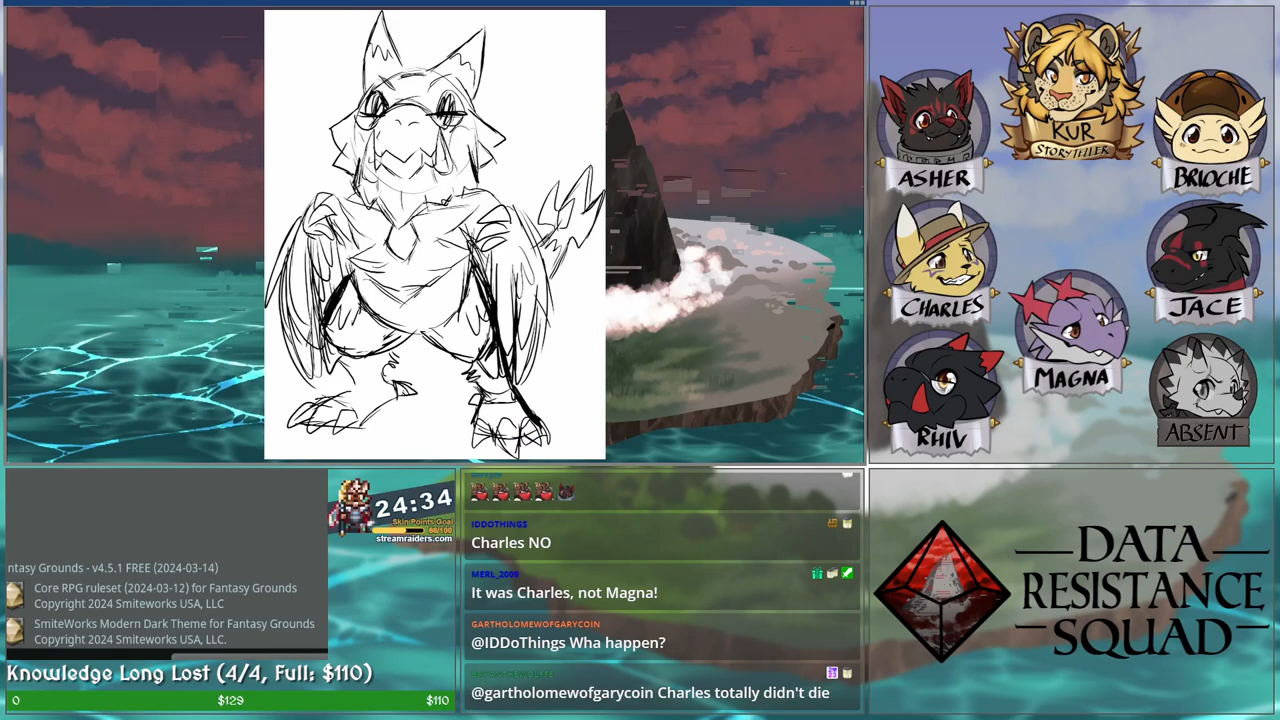 KUR
STORYTELLER
ASHER
BRIOCHE
CHARLES
JACE
MAGNA
RHIV
ABSENT
24:34
Skin Points Goal
streamraiders.com
ntasy Grounds - v4.5.1 FREE (2024-03-14)
Core RPG ruleset (2024-03-12) for Fantasy Grounds
Copyright 2024 Smiteworks USA, LLC
SmiteWorks Modern Dark Theme for Fantasy Grounds
Copyright 2024 Smiteworks USA, LLC.
Knowledge Long Lost (4/4, Full: $110)
0 $129 $110
IDDOTHINGS
Charles NO
MERL_2009
It was Charles, not Magna!
GARTHOLOMEWOFGARYCOIN
@IDDoThings Wha happen?
@gartholomewofgarycoin Charles totally didn't die
DATA
RESISTANCE
SQUAD